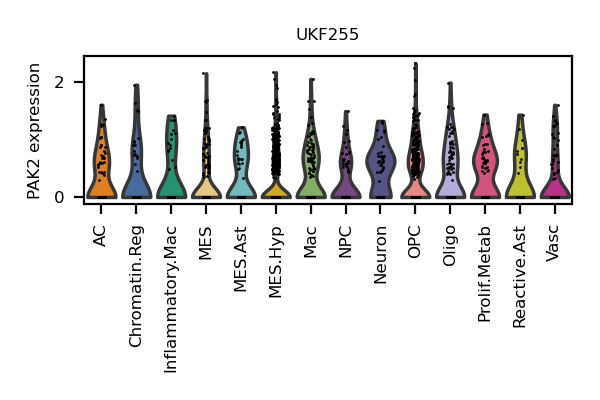 UKF255
PAK2 expression
2
0
AC
Chromatin.Reg
Inflammatory.Mac
MES
MES.Ast
MES.Hyp
Mac
NPC
Neuron
OPC
Oligo
Prolif.Metab
Reactive.Ast
Vasc